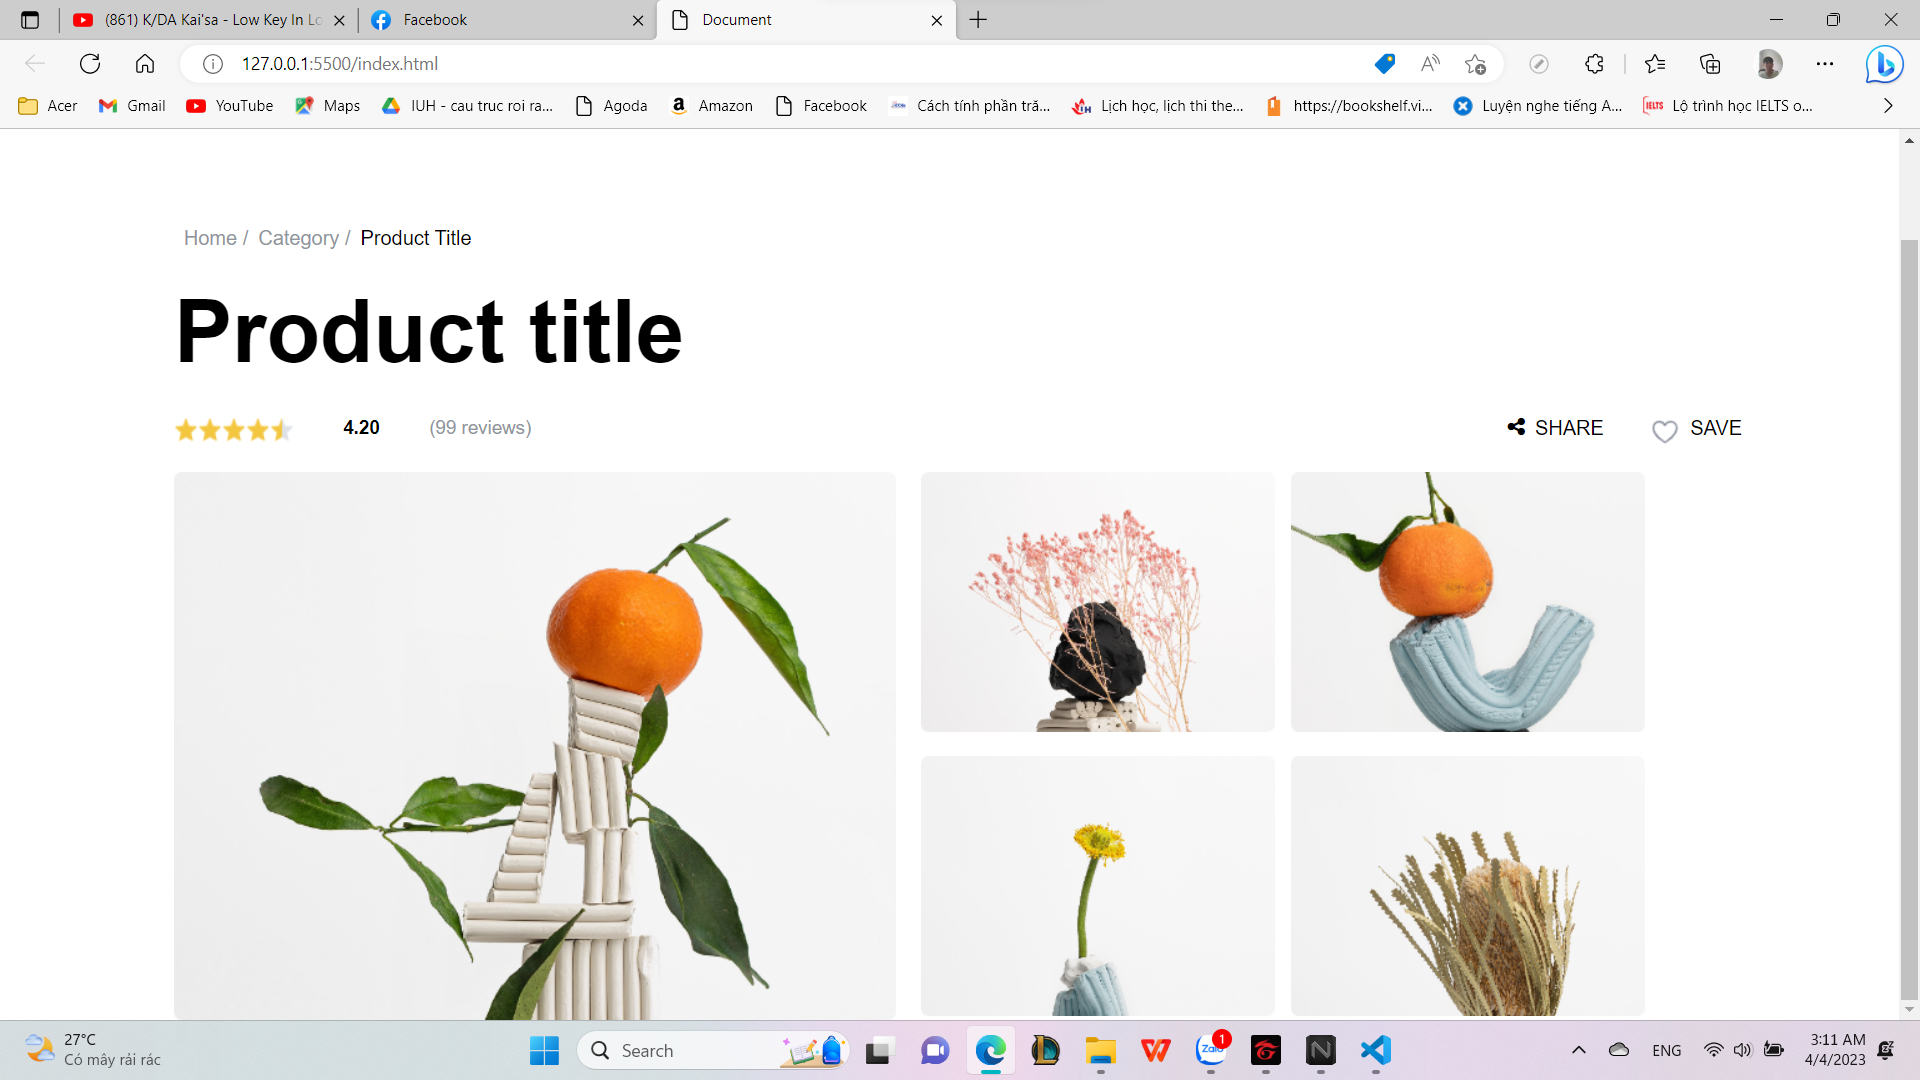 (861) K/DA Kai'sa - Low Key In Lo
Facebook
Document
127.0.0.1:5500/index.html
Acer
Gmail
YouTube
Maps
IUH - cau truc roi ra...
Agoda
Amazon
Facebook
Cách tính phần tră...
Lịch học, lịch thi the...
https://bookshelf.vi...
Luyện nghe tiếng A...
IELTS
Lộ trình học IELTS o...
Home / Category / Product Title
Product title
4.20
(99 reviews)
SHARE
SAVE
27°C
Có mây rải rác
Search
Zalo
1
ENG
3:11 AM
4/4/2023